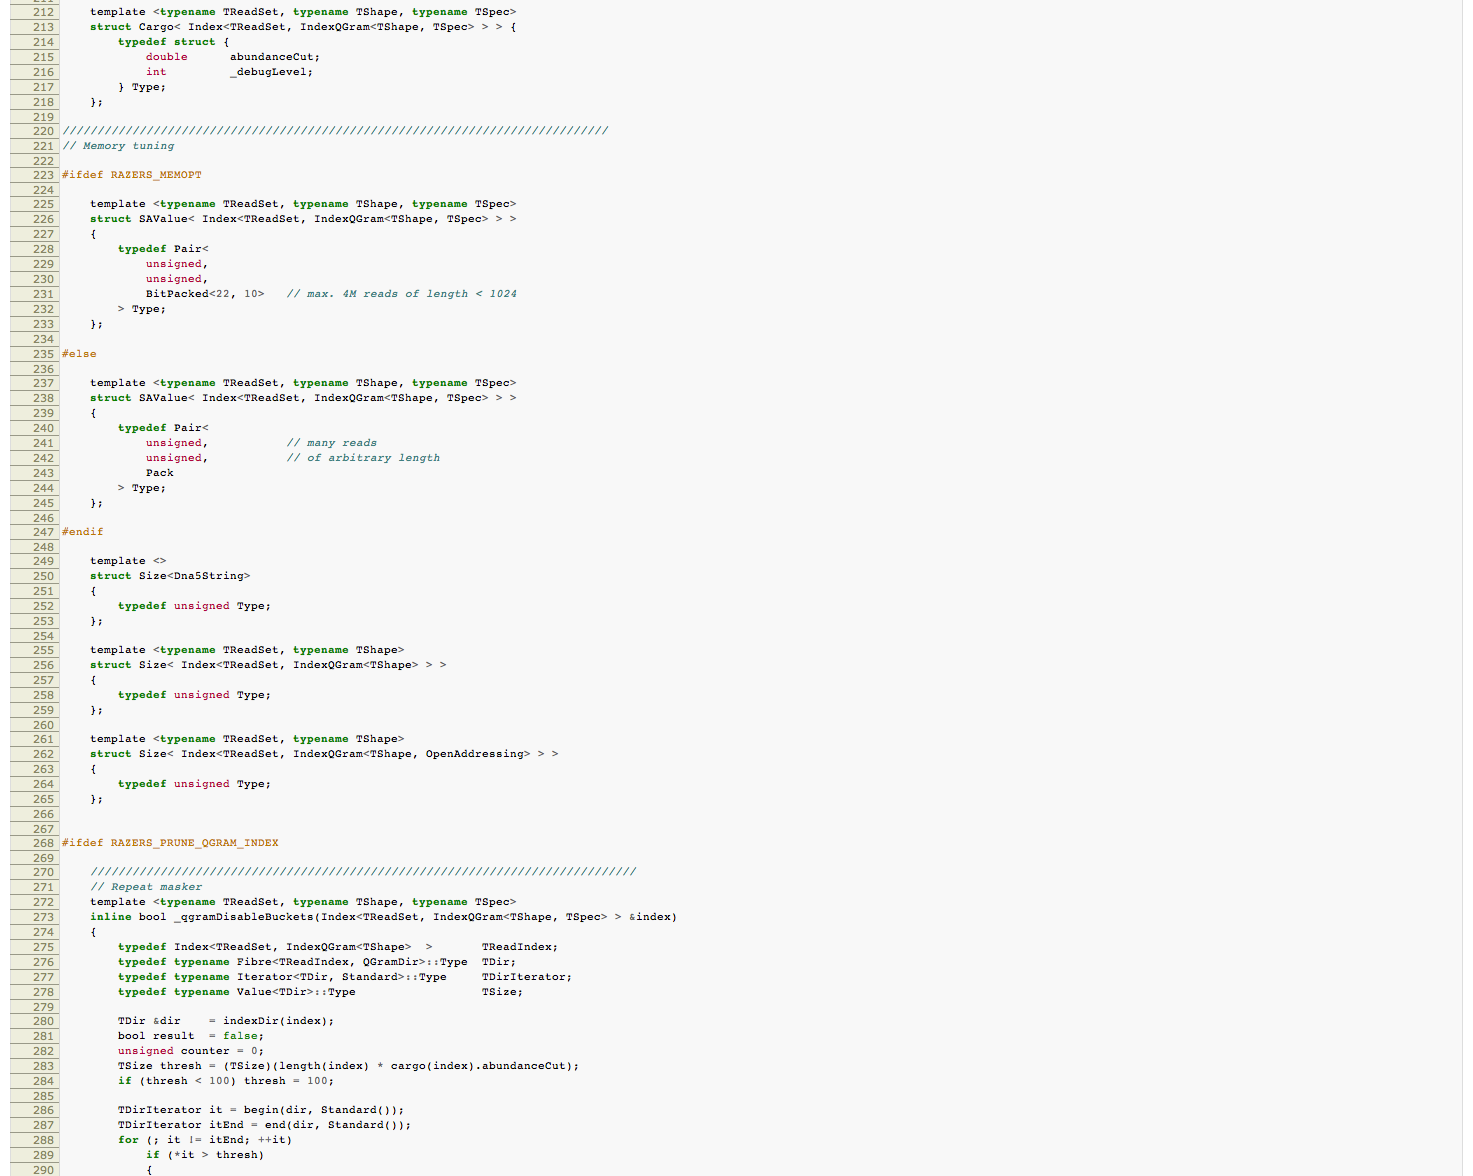 211
212 template <typename TReadSet, typename TShape, typename TSpec>
213 struct Cargo< Index<TReadSet, IndexQGram<TShape, TSpec> > > {
214 typedef struct {
215 double abundanceCut;
216 int _debugLevel;
217 } Type;
218 };
219
220 //////////////////////////////////////////////////////////////////////////////
221 // Memory tuning
222
223 #ifdef RAZERS_MEMOPT
224
225 template <typename TReadSet, typename TShape, typename TSpec>
226 struct SAValue< Index<TReadSet, IndexQGram<TShape, TSpec> > >
227 {
228 typedef Pair<
229 unsigned,
230 unsigned,
231 BitPacked<22, 10> // max. 4M reads of length < 1024
232 > Type;
233 };
234
235 #else
236
237 template <typename TReadSet, typename TShape, typename TSpec>
238 struct SAValue< Index<TReadSet, IndexQGram<TShape, TSpec> > >
239 {
240 typedef Pair<
241 unsigned, // many reads
242 unsigned, // of arbitrary length
243 Pack
244 > Type;
245 };
246
247 #endif
248
249 template <>
250 struct Size<Dna5String>
251 {
252 typedef unsigned Type;
253 };
254
255 template <typename TReadSet, typename TShape>
256 struct Size< Index<TReadSet, IndexQGram<TShape> > >
257 {
258 typedef unsigned Type;
259 };
260
261 template <typename TReadSet, typename TShape>
262 struct Size< Index<TReadSet, IndexQGram<TShape, OpenAddressing> > >
263 {
264 typedef unsigned Type;
265 };
266
267
268 #ifdef RAZERS_PRUNE_QGRAM_INDEX
269
270 //////////////////////////////////////////////////////////////////////////////
271 // Repeat masker
272 template <typename TReadSet, typename TShape, typename TSpec>
273 inline bool _qgramDisableBuckets(Index<TReadSet, IndexQGram<TShape, TSpec> > &index)
274 {
275 typedef Index<TReadSet, IndexQGram<TShape> > TReadIndex;
276 typedef typename Fibre<TReadIndex, QGramDir>::Type TDir;
277 typedef typename Iterator<TDir, Standard>::Type TDirIterator;
278 typedef typename Value<TDir>::Type TSize;
279
280 TDir &dir = indexDir(index);
281 bool result = false;
282 unsigned counter = 0;
283 TSize thresh = (TSize)(length(index) * cargo(index).abundanceCut);
284 if (thresh < 100) thresh = 100;
285
286 TDirIterator it = begin(dir, Standard());
287 TDirIterator itEnd = end(dir, Standard());
288 for (; it != itEnd; ++it)
289 if (*it > thresh)
290 {